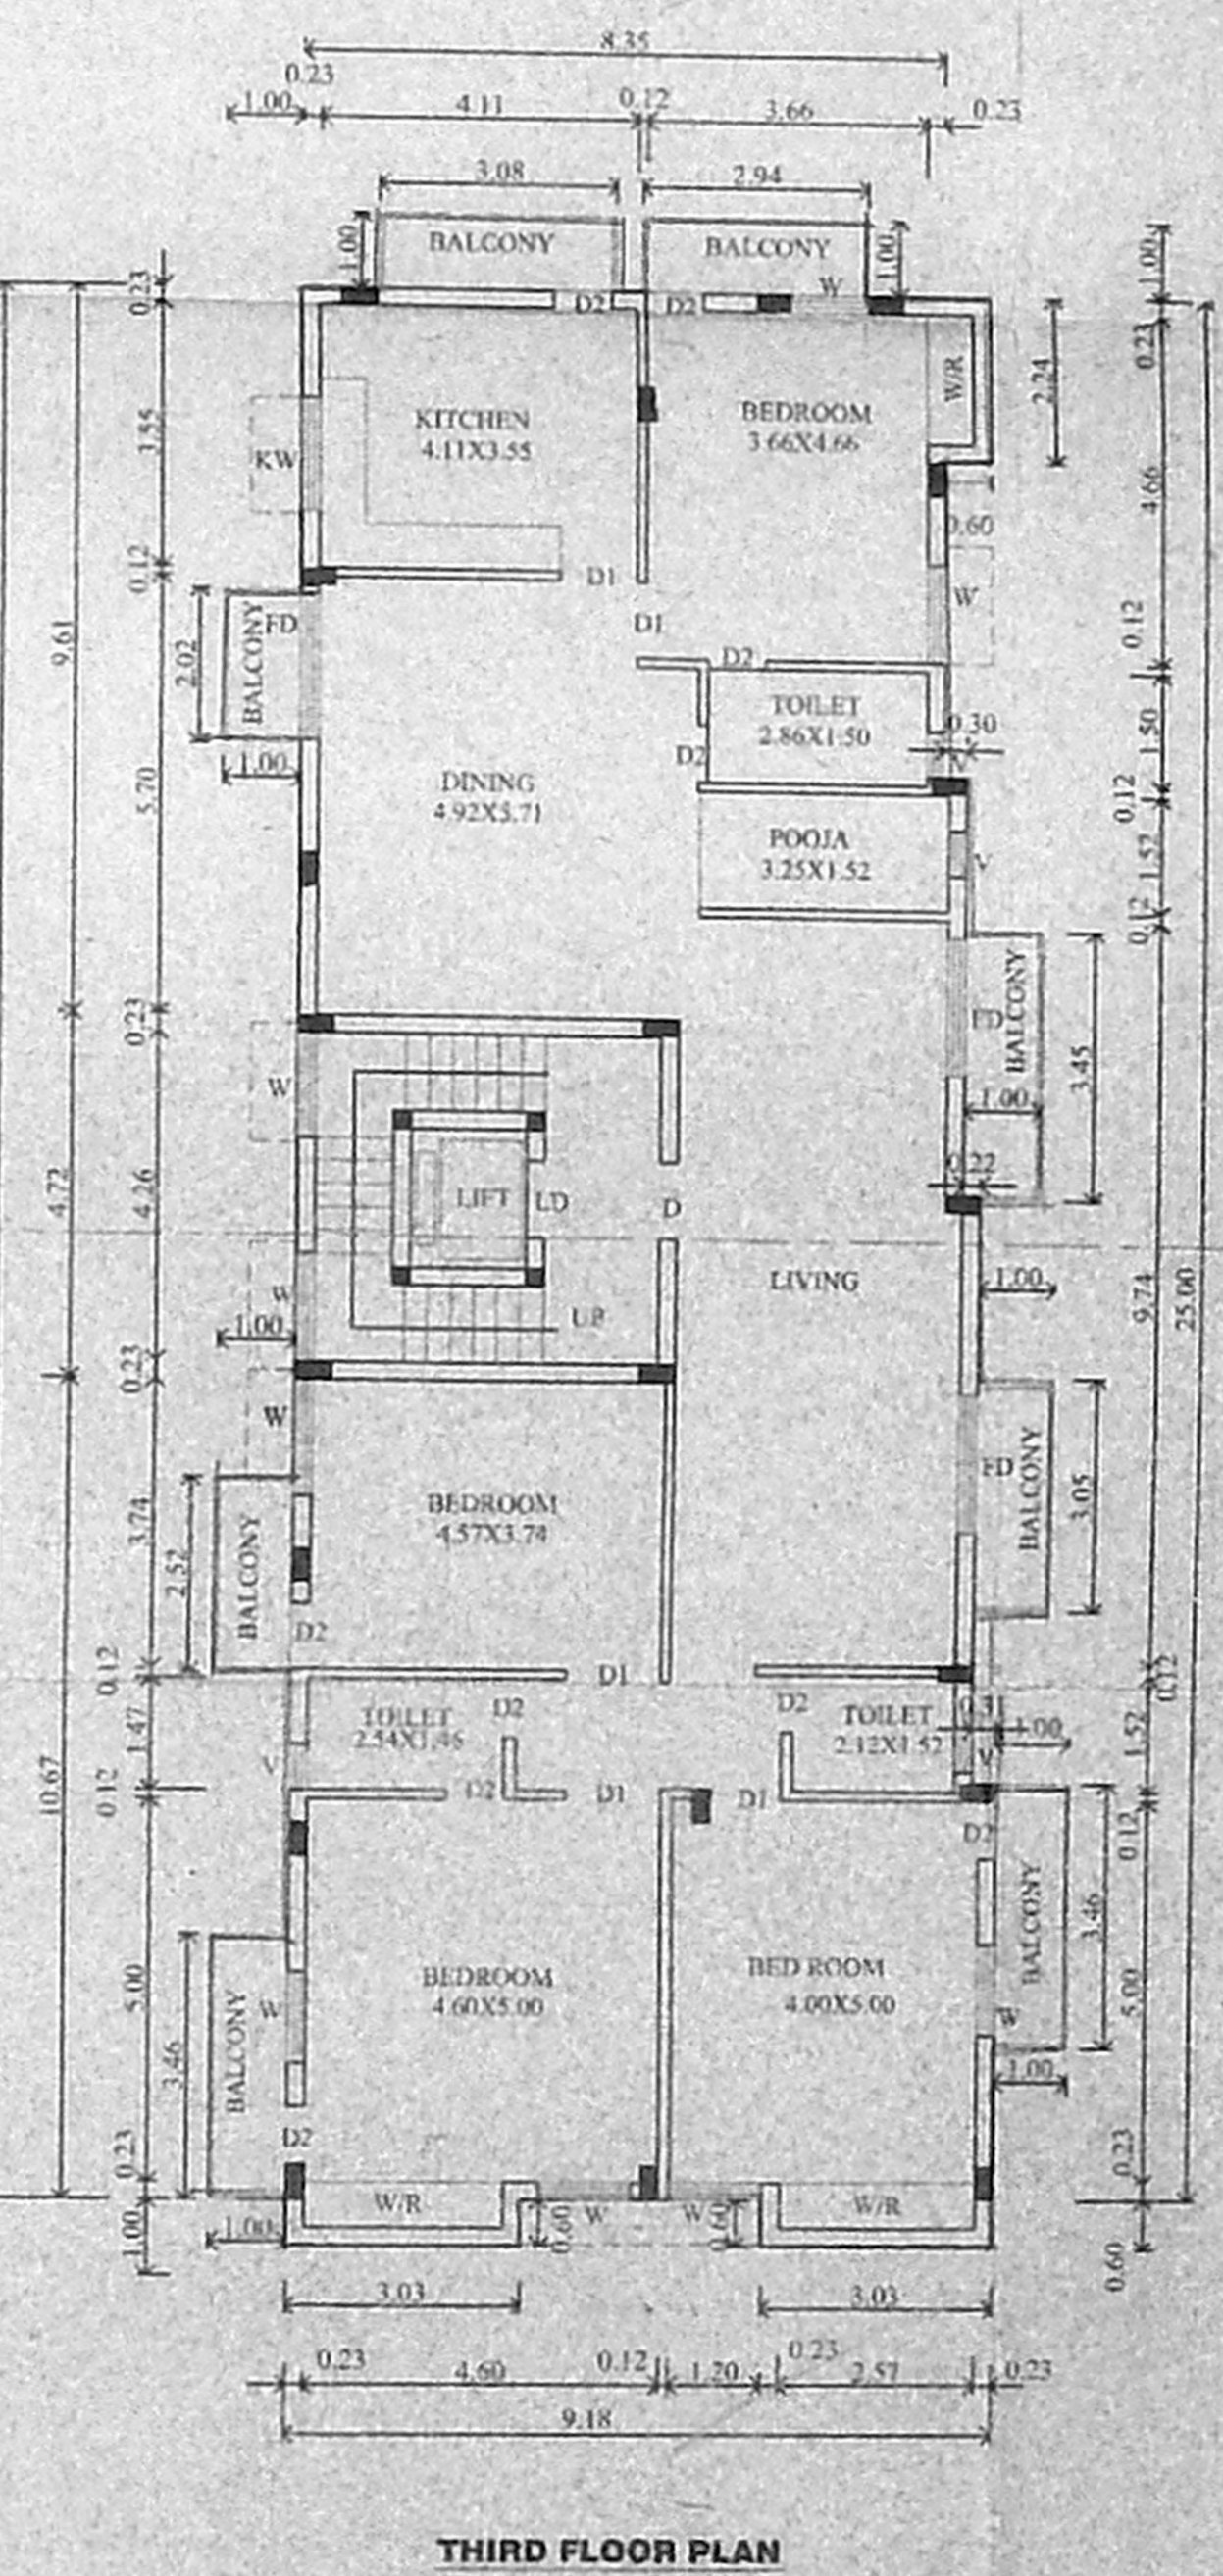 8.35
0.23
1.00
4.11
0.12
3.66
0.23
3.08
2.94
1.00
BALCONY
BALCONY
1.00
1.00
0.23
D2
D2
W
0.23
W/R
2.24
KITCHEN
4.11X3.55
BEDROOM
3.66X4.66
3.55
KW
4.66
0.60
0.12
D1
W
9.61
BALCONY
FD
D1
0.12
2.02
D2
TOILET
2.86X1.50
0.30
1.50
D2
V
1.00
DINING
4.92X5.71
5.70
0.12
POOJA
3.25X1.52
V
1.52
0.12
FD
BALCONY
0.23
3.45
W
1.00
0.22
4.72
4.26
LIFT
LD
D
LIVING
1.00
9.74
25.00
W
UP
1.00
0.23
W
FD
BALCONY
3.05
BEDROOM
4.57X3.74
3.74
2.52
BALCONY
D2
0.12
D1
0.12
TOILET
2.54X1.46
D2
D2
TOILET
2.12X1.52
0.31
1.00
1.47
1.52
V
V
10.67
0.12
D2
D1
D1
D2
0.12
BALCONY
3.46
BEDROOM
4.60X5.00
BED ROOM
4.00X5.00
5.00
W
W
5.00
BALCONY
3.46
1.00
D2
0.23
0.23
W/R
W
W
W/R
1.00
1.00
0.60
0.60
0.60
3.03
3.03
0.23
4.60
0.12
1.20
0.23
2.57
0.23
9.18
THIRD FLOOR PLAN